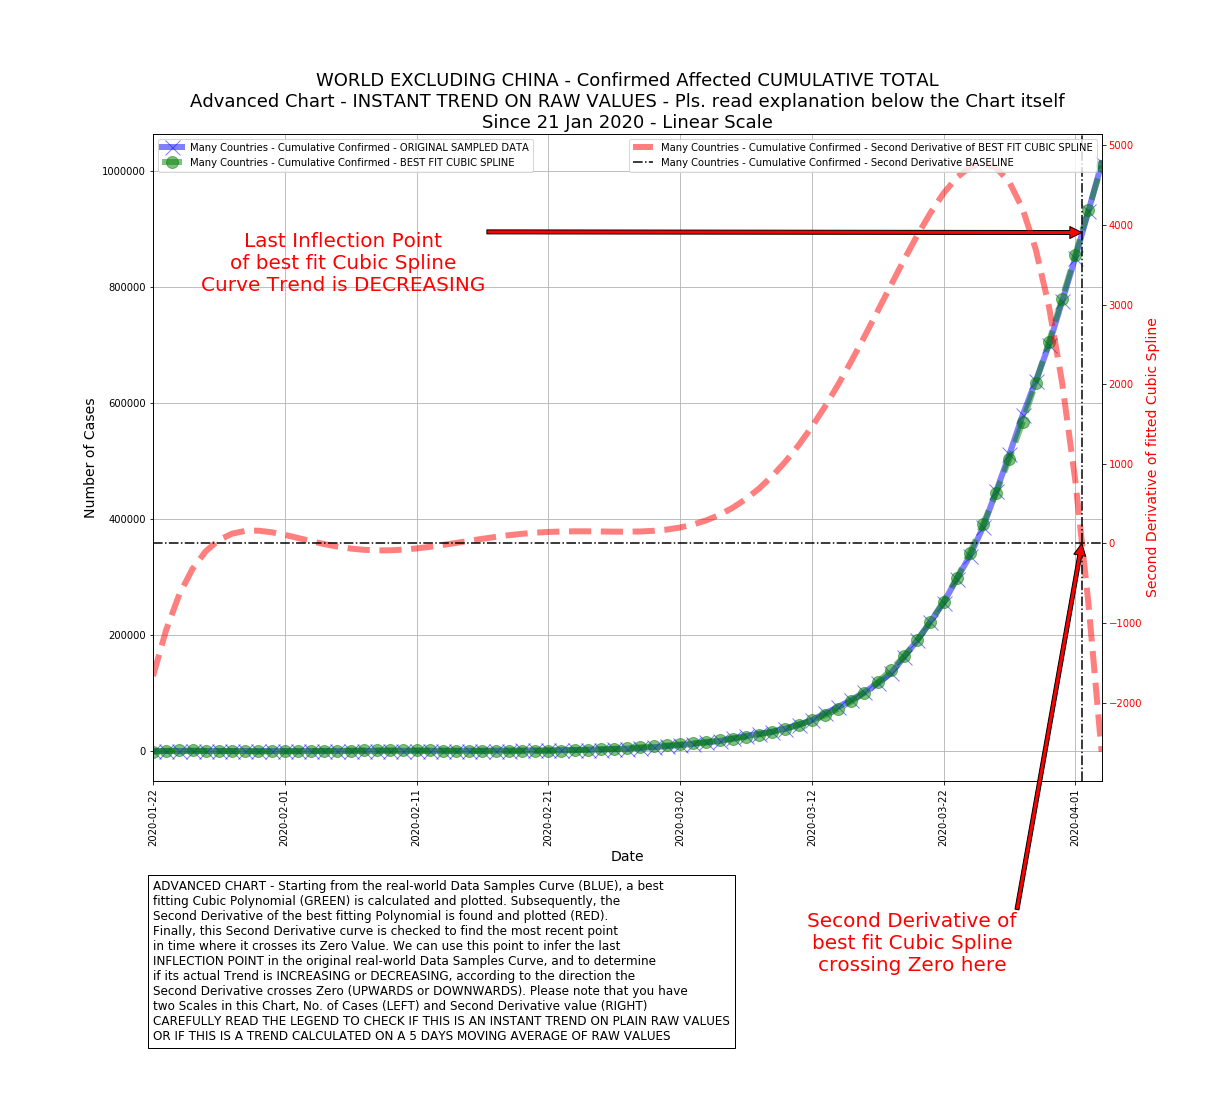 WORLD EXCLUDING CHINA - Confirmed Affected CUMULATIVE TOTAL
Advanced Chart - INSTANT TREND ON RAW VALUES - Pls. read explanation below the Chart itself
Since 21 Jan 2020 - Linear Scale
Many Countries - Cumulative Confirmed - ORIGINAL SAMPLED DATA
Many Countries - Cumulative Confirmed - BEST FIT CUBIC SPLINE
Many Countries - Cumulative Confirmed - Second Derivative of BEST FIT CUBIC SPLINE
Many Countries - Cumulative Confirmed - Second Derivative BASELINE
Last Inflection Point
of best fit Cubic Spline
Curve Trend is DECREASING
Number of Cases
1000000
800000
600000
400000
200000
0
5000
4000
3000
2000
1000
0
−1000
−2000
Second Derivative of fitted Cubic Spline
2020-01-22
2020-02-01
2020-02-11
2020-02-21
2020-03-02
2020-03-12
2020-03-22
2020-04-01
Date
ADVANCED CHART - Starting from the real-world Data Samples Curve (BLUE), a best
fitting Cubic Polynomial (GREEN) is calculated and plotted. Subsequently, the
Second Derivative of the best fitting Polynomial is found and plotted (RED).
Finally, this Second Derivative curve is checked to find the most recent point
in time where it crosses its Zero Value. We can use this point to infer the last
INFLECTION POINT in the original real-world Data Samples Curve, and to determine
if its actual Trend is INCREASING or DECREASING, according to the direction the
Second Derivative crosses Zero (UPWARDS or DOWNWARDS). Please note that you have
two Scales in this Chart, No. of Cases (LEFT) and Second Derivative value (RIGHT)
CAREFULLY READ THE LEGEND TO CHECK IF THIS IS AN INSTANT TREND ON PLAIN RAW VALUES
OR IF THIS IS A TREND CALCULATED ON A 5 DAYS MOVING AVERAGE OF RAW VALUES
Second Derivative of
best fit Cubic Spline
crossing Zero here